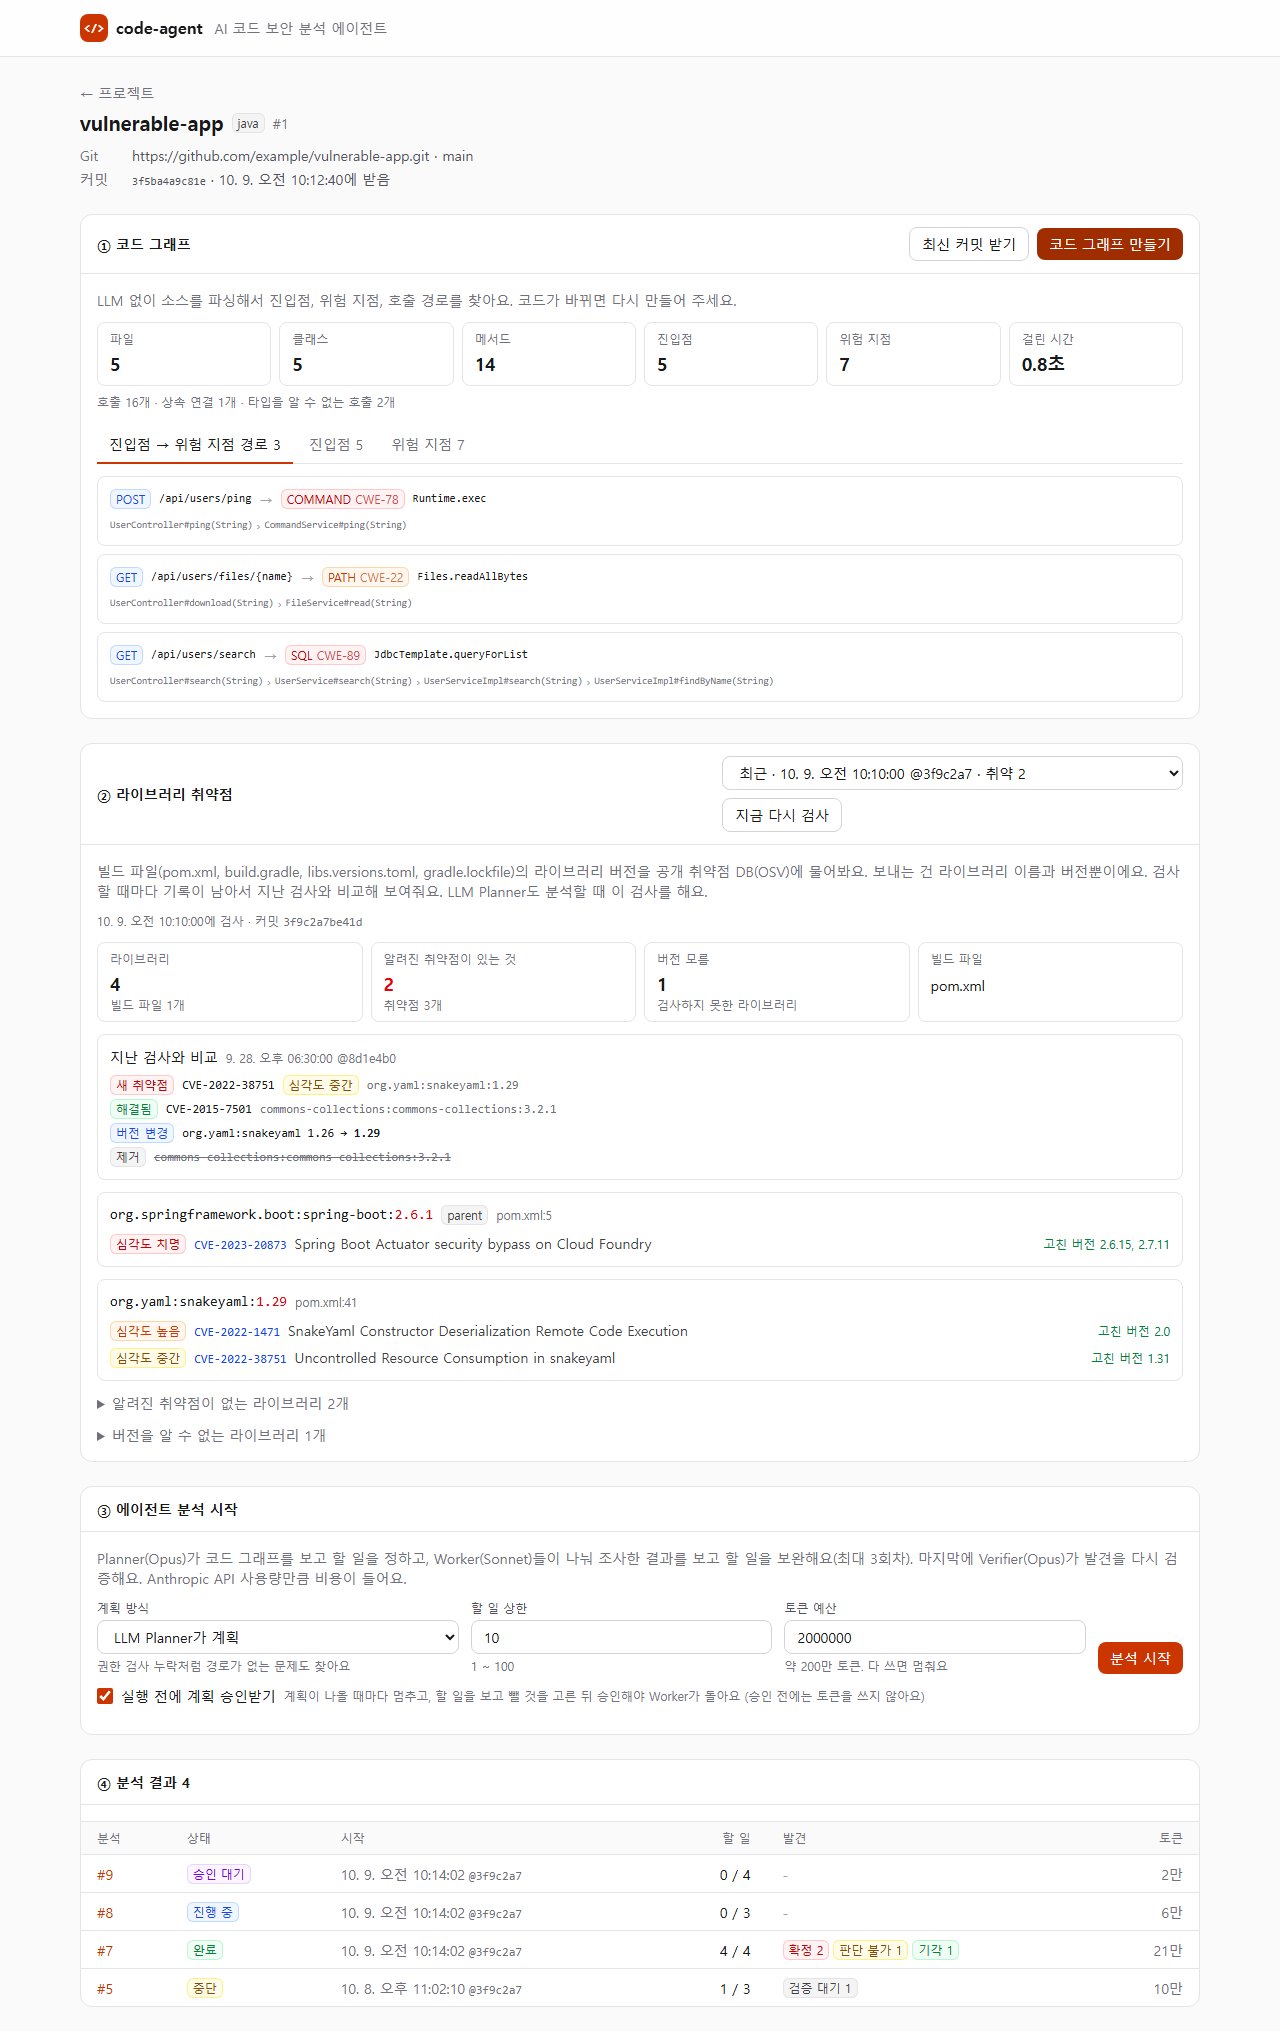 </> code-agent AI 코드 보안 분석 에이전트
← 프로젝트
vulnerable-app java #1
Git https://github.com/example/vulnerable-app.git · main
커밋 3f5ba4a9c81e · 10. 9. 오전 10:12:40에 받음
① 코드 그래프 최신 커밋 받기 코드 그래프 만들기
LLM 없이 소스를 파싱해서 진입점, 위험 지점, 호출 경로를 찾아요. 코드가 바뀌면 다시 만들어 주세요.
파일 클래스 메서드 진입점 위험 지점 걸린 시간
5 5 14 5 7 0.8초
호출 16개 · 상속 연결 1개 · 타입을 알 수 없는 호출 2개
진입점 → 위험 지점 경로 3 진입점 5 위험 지점 7
POST /api/users/ping → COMMAND CWE-78 Runtime.exec
UserController#ping(String) › CommandService#ping(String)
GET /api/users/files/{name} → PATH CWE-22 Files.readAllBytes
UserController#download(String) › FileService#read(String)
GET /api/users/search → SQL CWE-89 JdbcTemplate.queryForList
UserController#search(String) › UserService#search(String) › UserServiceImpl#search(String) › UserServiceImpl#findByName(String)
② 라이브러리 취약점 최근 · 10. 9. 오전 10:10:00 @3f9c2a7 · 취약 2
지금 다시 검사
빌드 파일(pom.xml, build.gradle, libs.versions.toml, gradle.lockfile)의 라이브러리 버전을 공개 취약점 DB(OSV)에 물어봐요. 보내는 건 라이브러리 이름과 버전뿐이에요. 검사
할 때마다 기록이 남아서 지난 검사와 비교해 보여줘요. LLM Planner도 분석할 때 이 검사를 해요.
10. 9. 오전 10:10:00에 검사 · 커밋 3f9c2a7be41d
라이브러리 알려진 취약점이 있는 것 버전 모름 빌드 파일
4 2 1 pom.xml
빌드 파일 1개 취약점 3개 검사하지 못한 라이브러리
지난 검사와 비교 9. 28. 오후 06:30:00 @8d1e4b0
새 취약점 CVE-2022-38751 심각도 중간 org.yaml:snakeyaml:1.29
해결됨 CVE-2015-7501 commons-collections:commons-collections:3.2.1
버전 변경 org.yaml:snakeyaml 1.26 → 1.29
제거 commons-collections:commons-collections:3.2.1
org.springframework.boot:spring-boot:2.6.1 parent pom.xml:5
심각도 치명 CVE-2023-20873 Spring Boot Actuator security bypass on Cloud Foundry 고친 버전 2.6.15, 2.7.11
org.yaml:snakeyaml:1.29 pom.xml:41
심각도 높음 CVE-2022-1471 SnakeYaml Constructor Deserialization Remote Code Execution 고친 버전 2.0
심각도 중간 CVE-2022-38751 Uncontrolled Resource Consumption in snakeyaml 고친 버전 1.31
▶ 알려진 취약점이 없는 라이브러리 2개
▶ 버전을 알 수 없는 라이브러리 1개
③ 에이전트 분석 시작
Planner(Opus)가 코드 그래프를 보고 할 일을 정하고, Worker(Sonnet)들이 나눠 조사한 결과를 보고 할 일을 보완해요(최대 3회차). 마지막에 Verifier(Opus)가 발견을 다시 검
증해요. Anthropic API 사용량만큼 비용이 들어요.
계획 방식 할 일 상한 토큰 예산
LLM Planner가 계획 10 2000000 분석 시작
권한 검사 누락처럼 경로가 없는 문제도 찾아요 1 ~ 100 약 200만 토큰. 다 쓰면 멈춰요
실행 전에 계획 승인받기 계획이 나올 때마다 멈추고, 할 일을 보고 뺄 것을 고른 뒤 승인해야 Worker가 돌아요 (승인 전에는 토큰을 쓰지 않아요)
④ 분석 결과 4
분석 상태 시작 할 일 발견 토큰
#9 승인 대기 10. 9. 오전 10:14:02 @3f9c2a7 0 / 4 - 2만
#8 진행 중 10. 9. 오전 10:14:02 @3f9c2a7 0 / 3 - 6만
#7 완료 10. 9. 오전 10:14:02 @3f9c2a7 4 / 4 확정 2 판단 불가 1 기각 1 21만
#5 중단 10. 8. 오후 11:02:10 @3f9c2a7 1 / 3 검증 대기 1 10만